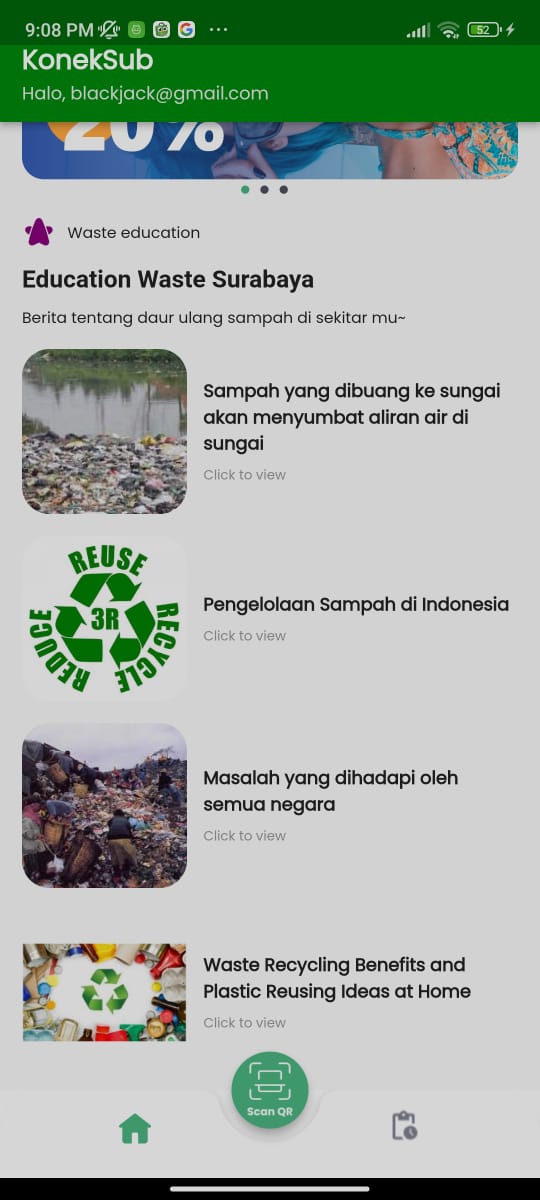 9:08 PM
52
KonekSub
Halo, blackjack@gmail.com
20%
Waste education
Education Waste Surabaya
Berita tentang daur ulang sampah di sekitar mu~
Sampah yang dibuang ke sungai
akan menyumbat aliran air di
sungai
Click to view
REUSE
3R
REDUCE
RECYCLE
Pengelolaan Sampah di Indonesia
Click to view
Masalah yang dihadapi oleh
semua negara
Click to view
Waste Recycling Benefits and
Plastic Reusing Ideas at Home
Click to view
Scan QR